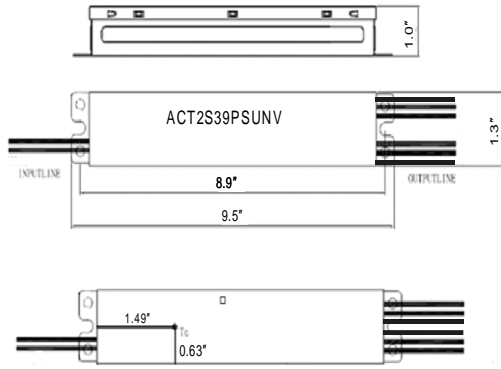 1.0"
ACT2S39PSUNV
1.3"
INPUTLINE
OUTPUTLINE
8.9"
9.5"
1.49"
Tc
0.63"